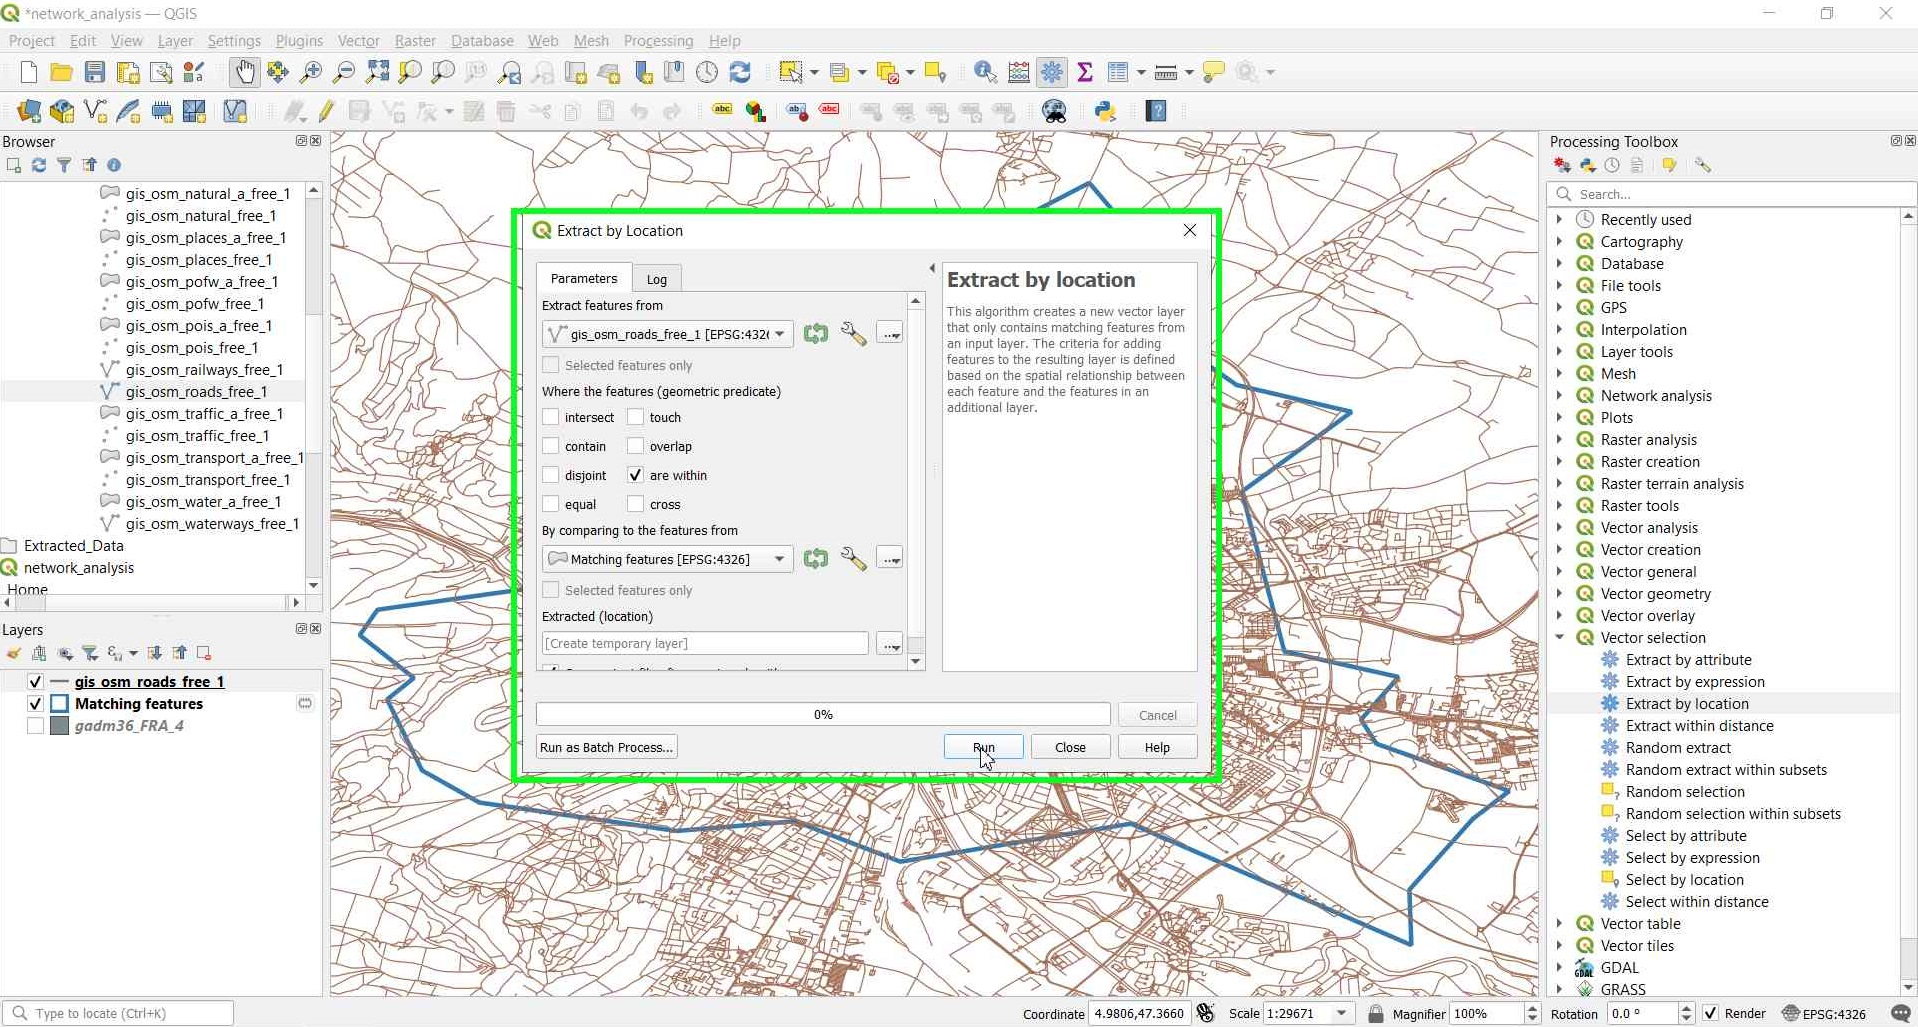 *network_analysis — QGIS
Project Edit View Layer Settings Plugins Vector Raster Database Web Mesh Processing Help
Browser
gis_osm_natural_a_free_1
gis_osm_natural_free_1
gis_osm_places_a_free_1
gis_osm_places_free_1
gis_osm_pofw_a_free_1
gis_osm_pofw_free_1
gis_osm_pois_a_free_1
gis_osm_pois_free_1
gis_osm_railways_free_1
gis_osm_roads_free_1
gis_osm_traffic_a_free_1
gis_osm_traffic_free_1
gis_osm_transport_a_free_1
gis_osm_transport_free_1
gis_osm_water_a_free_1
gis_osm_waterways_free_1
Extracted_Data
network_analysis
Home
Layers
gis_osm_roads_free_1
Matching features
gadm36_FRA_4
Extract by Location
Parameters Log
Extract features from
gis_osm_roads_free_1 [EPSG:432
Selected features only
Where the features (geometric predicate)
intersect touch
contain overlap
disjoint are within
equal cross
By comparing to the features from
Matching features [EPSG:4326]
Selected features only
Extracted (location)
[Create temporary layer]
Extract by location
This algorithm creates a new vector layer
that only contains matching features from
an input layer. The criteria for adding
features to the resulting layer is defined
based on the spatial relationship between
each feature and the features in an
additional layer.
0%
Cancel
Run as Batch Process...
Run Close Help
Processing Toolbox
Search...
Recently used
Cartography
Database
File tools
GPS
Interpolation
Layer tools
Mesh
Network analysis
Plots
Raster analysis
Raster creation
Raster terrain analysis
Raster tools
Vector analysis
Vector creation
Vector general
Vector geometry
Vector overlay
Vector selection
Extract by attribute
Extract by expression
Extract by location
Extract within distance
Random extract
Random extract within subsets
Random selection
Random selection within subsets
Select by attribute
Select by expression
Select by location
Select within distance
Vector table
Vector tiles
GDAL
GRASS
Type to locate (Ctrl+K)
Coordinate 4.9806,47.3660 Scale 1:29671 Magnifier 100% Rotation 0.0 ° Render EPSG:4326